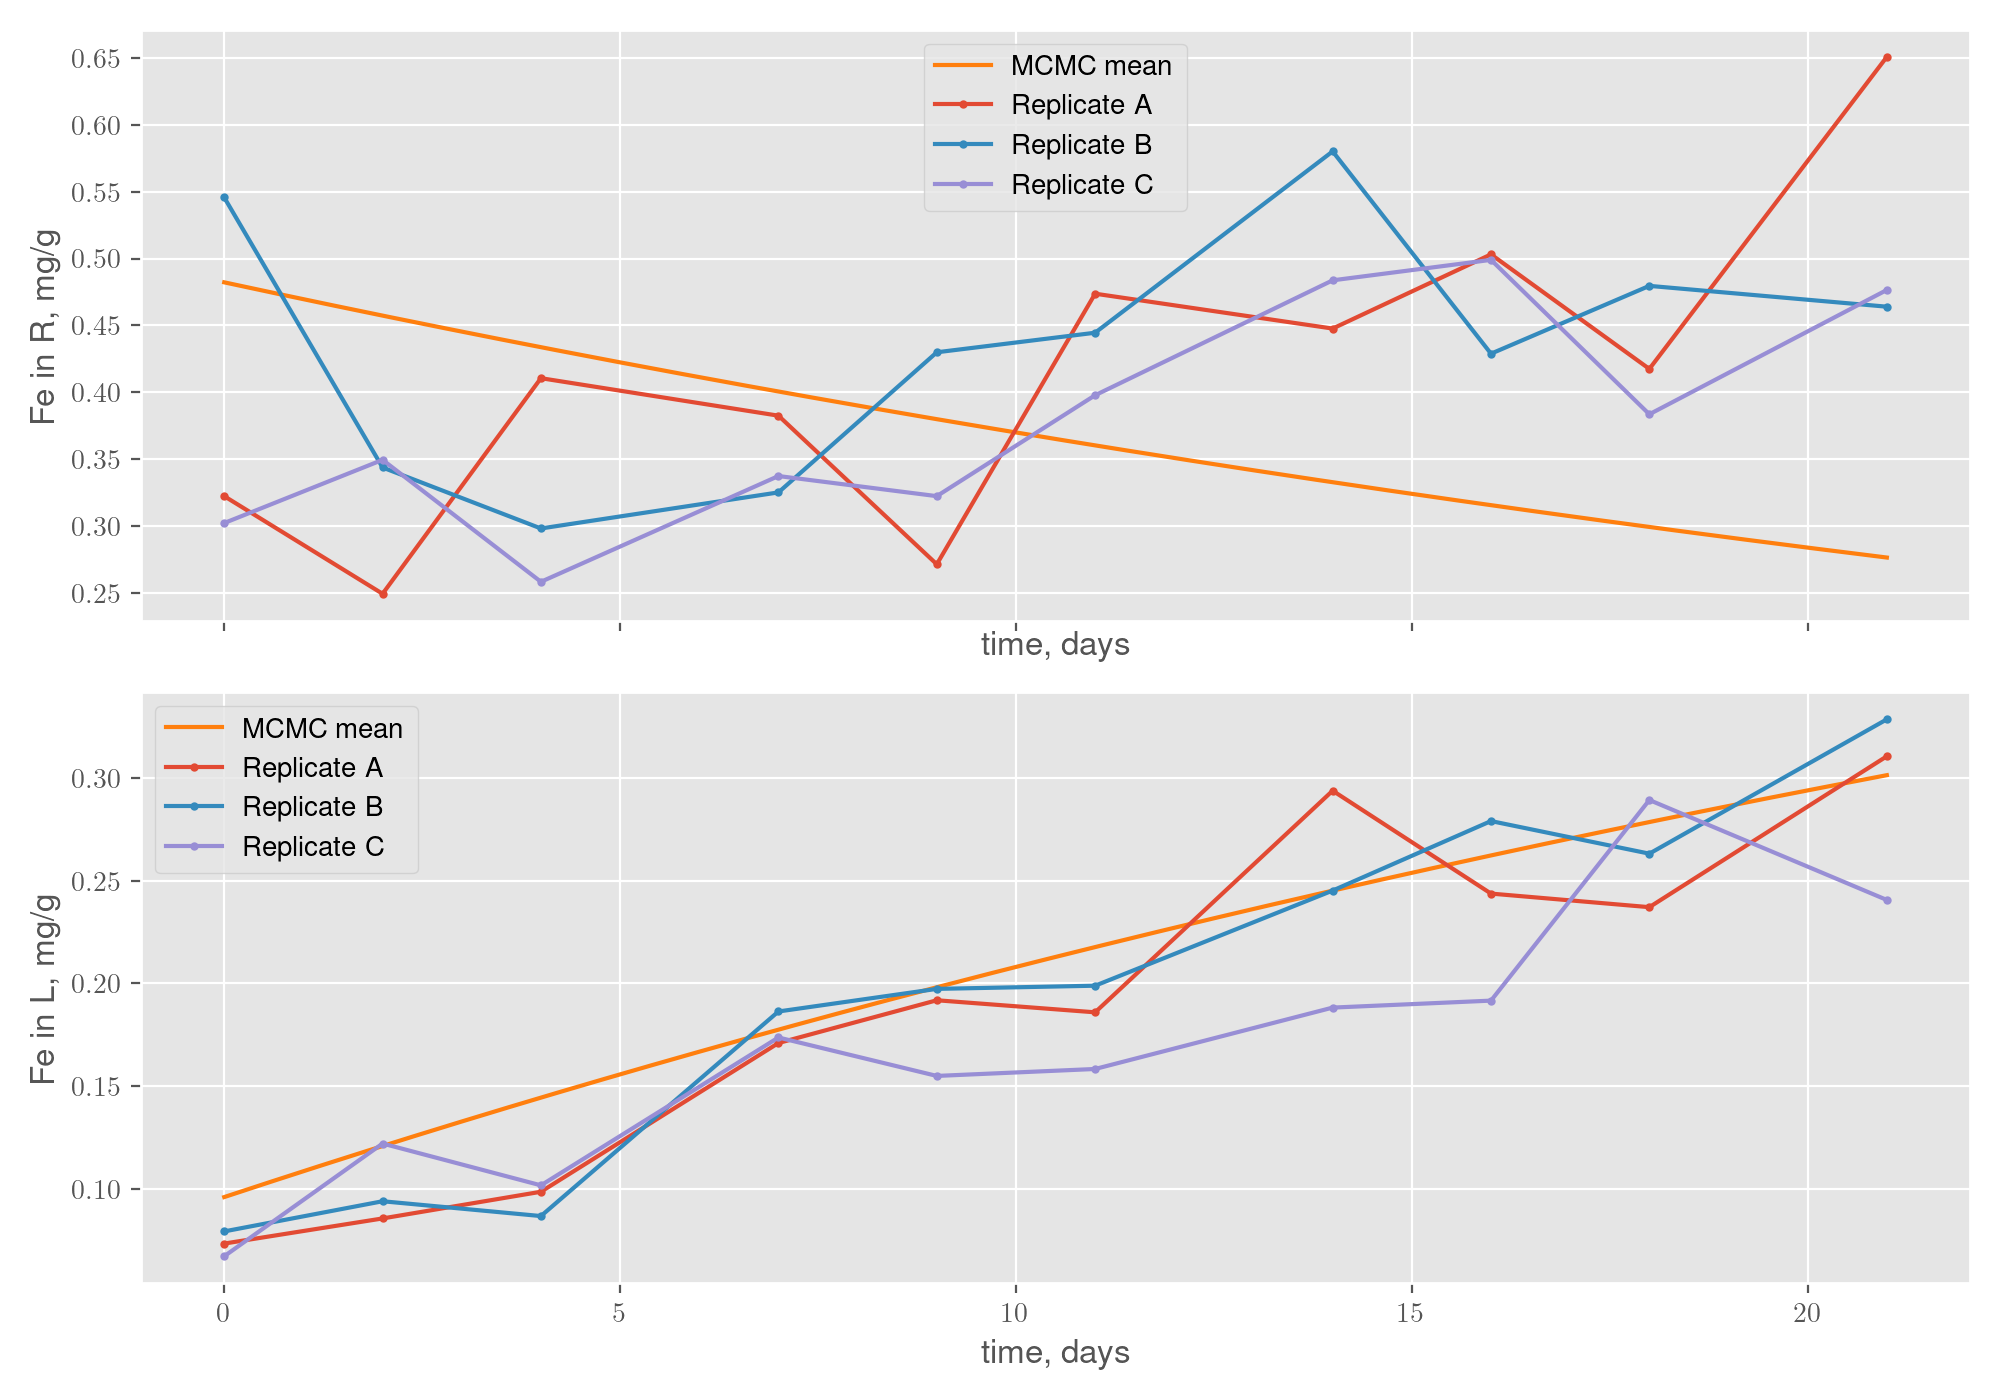 0.65
0.60
0.55
0.50
0.45
0.40
0.35
0.30
0.25
Fe in R, mg/g
MCMC mean
Replicate A
Replicate B
Replicate C
time, days
0.30
0.25
0.20
0.15
0.10
Fe in L, mg/g
MCMC mean
Replicate A
Replicate B
Replicate C
0 5 10 15 20
time, days